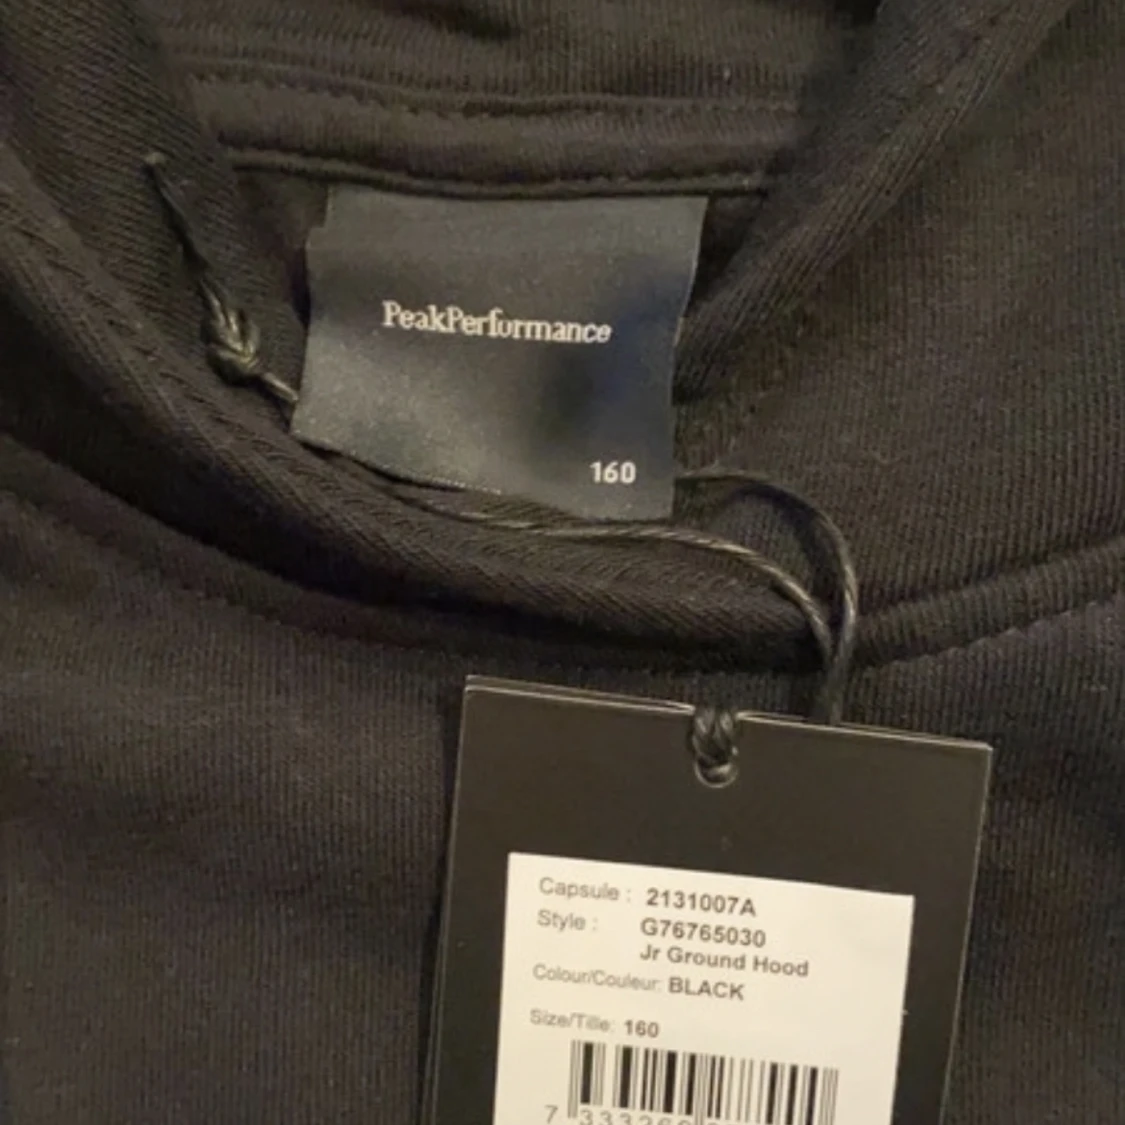 PeakPerformance
160
Capsule : 2131007A
Style : G76765030
Jr Ground Hood
Colour/Couleur: BLACK
Size/Tille: 160